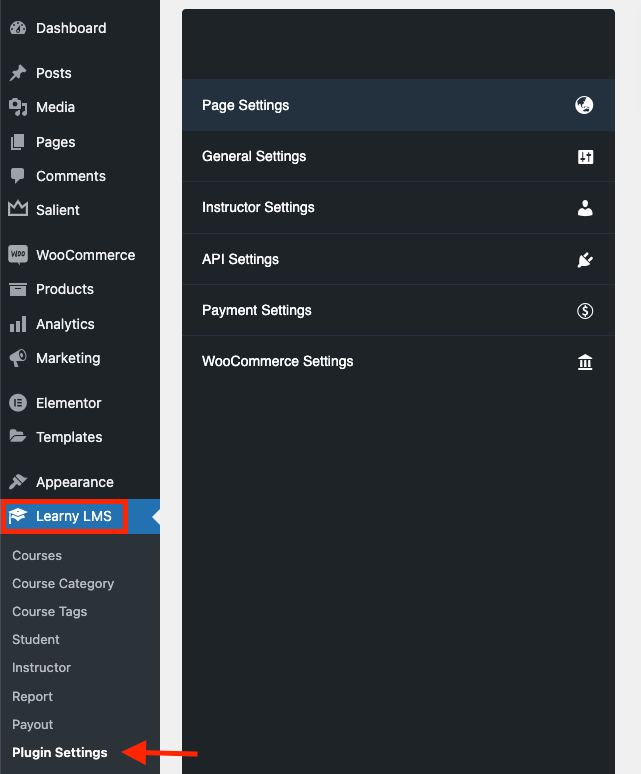 Dashboard
Posts
Media
Pages
Comments
Salient
WOO WooCommerce
Products
Analytics
Marketing
Elementor
Templates
Appearance
Learny LMS
Courses
Course Category
Course Tags
Student
Instructor
Report
Payout
Plugin Settings
Page Settings
General Settings
Instructor Settings
API Settings
Payment Settings
WooCommerce Settings